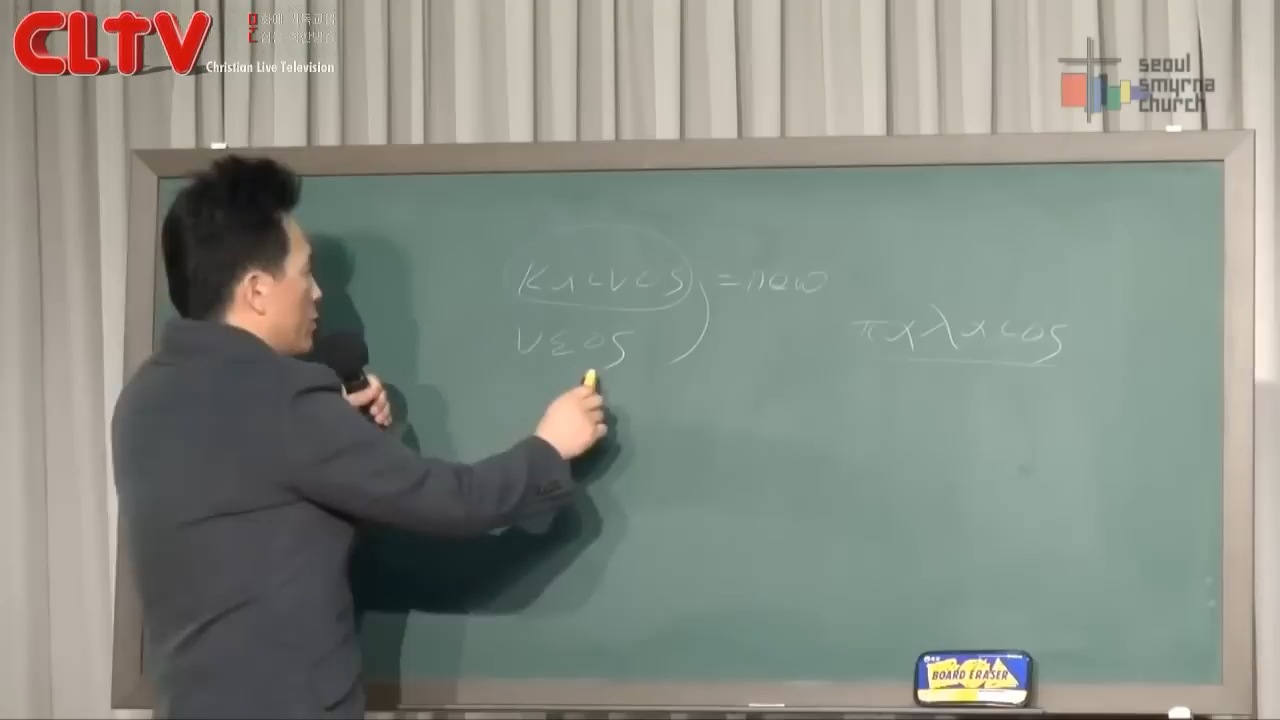 CLTV
Christian Live Television
seoul
smyrna
church
καινος = new
νεος
παλαιος
BOARD ERASER